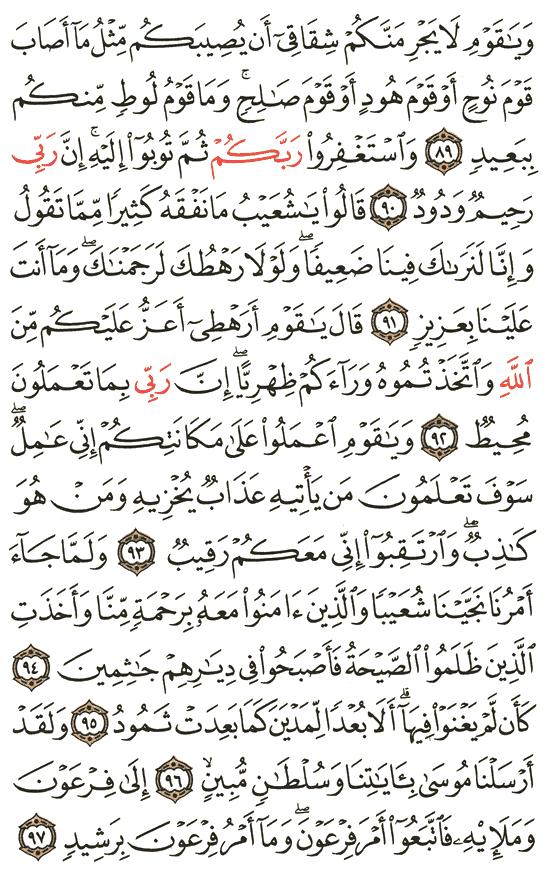 وَيَٰقَوْمِ لَا يَجْرِمَنَّكُمْ شِقَاقِيٓ أَن يُصِيبَكُم مِّثْلُ مَآ أَصَابَ
قَوْمَ نُوحٍ أَوْ قَوْمَ هُودٍ أَوْ قَوْمَ صَٰلِحٍ ۚ وَمَا قَوْمُ لُوطٍ مِّنكُم
بِبَعِيدٍ ٨٩ وَٱسْتَغْفِرُوا۟ رَبَّكُمْ ثُمَّ تُوبُوٓا۟ إِلَيْهِ ۚ إِنَّ رَبِّى
رَحِيمٌ وَدُودٌ ٩٠ قَالُوا۟ يَٰشُعَيْبُ مَا نَفْقَهُ كَثِيرًا مِّمَّا تَقُولُ
وَإِنَّا لَنَرَىٰكَ فِينَا ضَعِيفًا ۖ وَلَوْلَا رَهْطُكَ لَرَجَمْنَٰكَ ۖ وَمَآ أَنتَ
عَلَيْنَا بِعَزِيزٍ ٩١ قَالَ يَٰقَوْمِ أَرَهْطِىٓ أَعَزُّ عَلَيْكُم مِّنَ
ٱللَّهِ وَٱتَّخَذْتُمُوهُ وَرَآءَكُمْ ظِهْرِيًّا ۖ إِنَّ رَبِّى بِمَا تَعْمَلُونَ
مُحِيطٌ ٩٢ وَيَٰقَوْمِ ٱعْمَلُوا۟ عَلَىٰ مَكَانَتِكُمْ إِنِّى عَٰمِلٌ ۖ
سَوْفَ تَعْلَمُونَ مَن يَأْتِيهِ عَذَابٌ يُخْزِيهِ وَمَنْ هُوَ
كَٰذِبٌ ۖ وَٱرْتَقِبُوٓا۟ إِنِّى مَعَكُمْ رَقِيبٌ ٩٣ وَلَمَّا جَآءَ
أَمْرُنَا نَجَّيْنَا شُعَيْبًا وَٱلَّذِينَ ءَامَنُوا۟ مَعَهُۥ بِرَحْمَةٍ مِّنَّا وَأَخَذَتِ
ٱلَّذِينَ ظَلَمُوا۟ ٱلصَّيْحَةُ فَأَصْبَحُوا۟ فِى دِيَٰرِهِمْ جَٰثِمِينَ ٩٤
كَأَن لَّمْ يَغْنَوْا۟ فِيهَآ ۗ أَلَا بُعْدًا لِّمَدْيَنَ كَمَا بَعِدَتْ ثَمُودُ ٩٥ وَلَقَدْ
أَرْسَلْنَا مُوسَىٰ بِـَٔايَٰتِنَا وَسُلْطَٰنٍ مُّبِينٍ ۙ ٩٦ إِلَىٰ فِرْعَوْنَ
وَمَلَإِي۟هِۦ فَٱتَّبَعُوٓا۟ أَمْرَ فِرْعَوْنَ ۖ وَمَآ أَمْرُ فِرْعَوْنَ بِرَشِيدٍ ٩٧